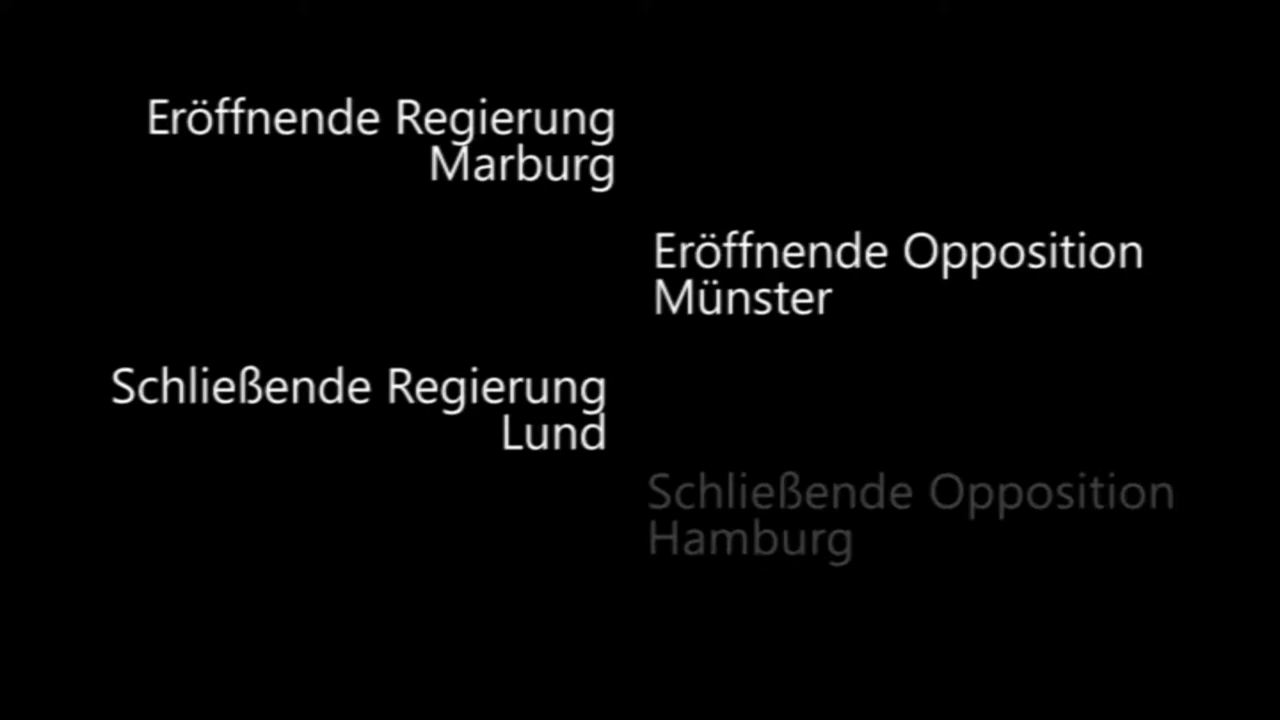 Eröffnende Regierung
Marburg
Eröffnende Opposition
Münster
Schließende Regierung
Lund
Schließende Opposition
Hamburg